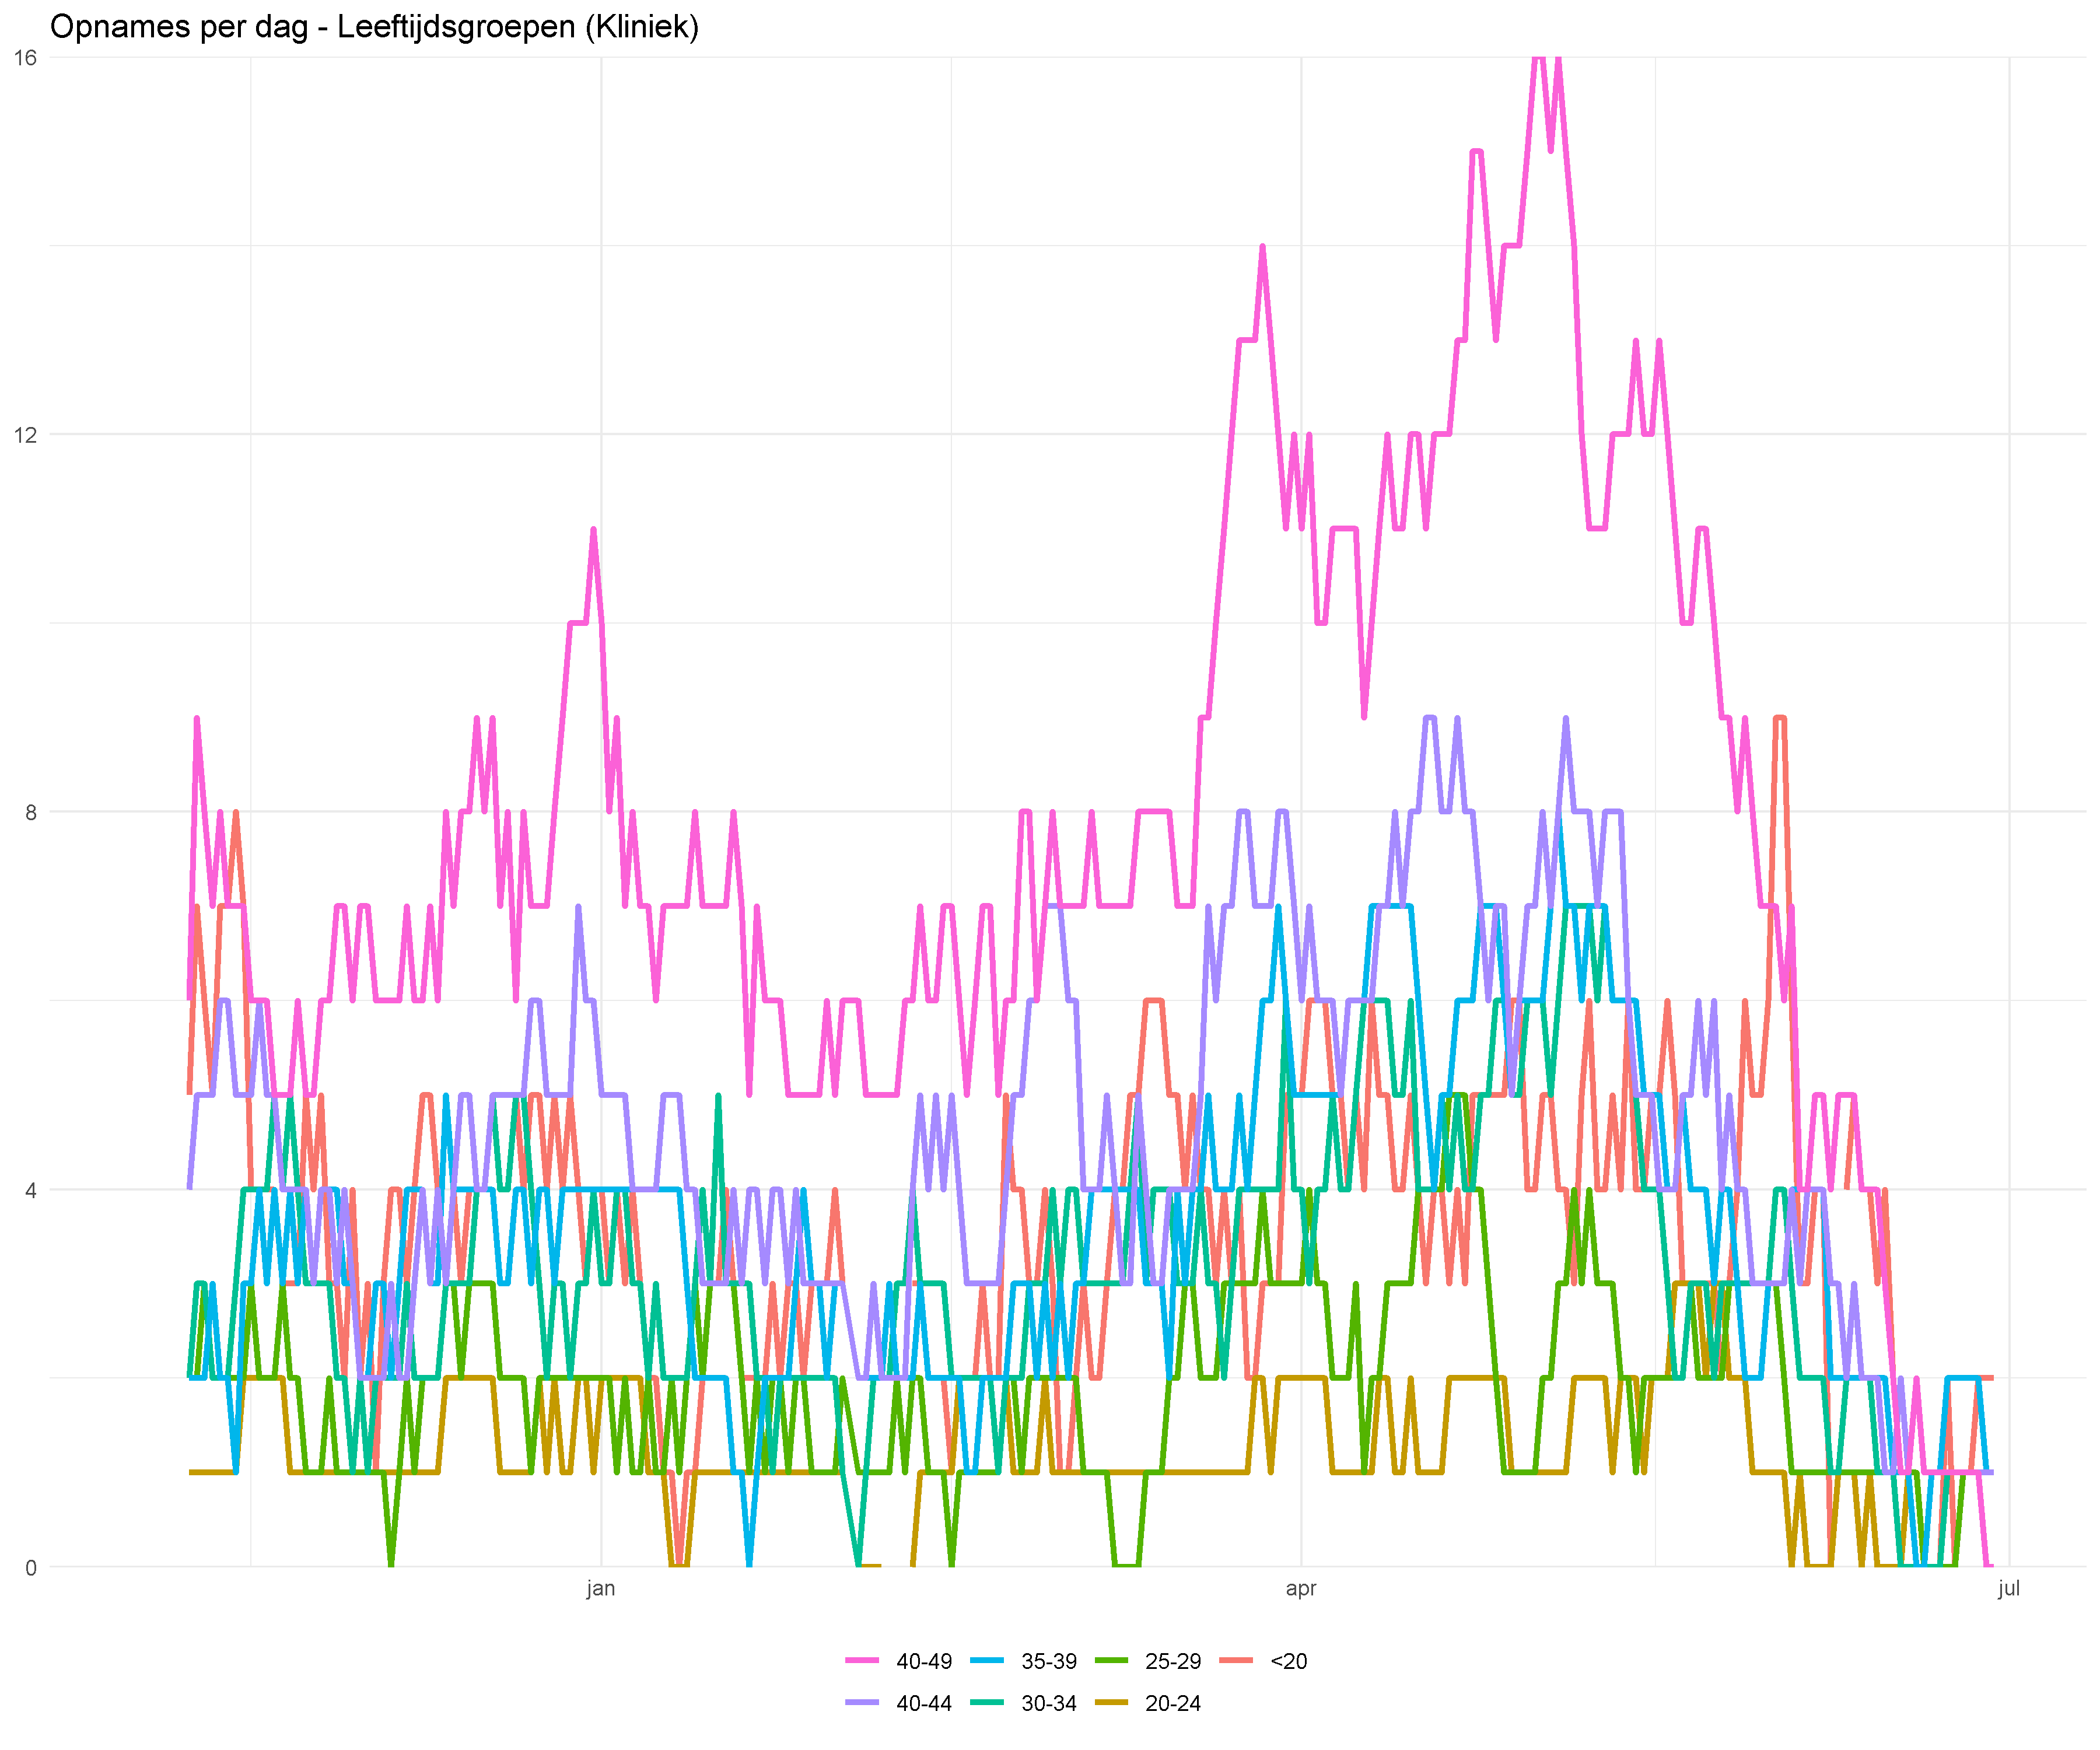 Opnames per dag - Leeftijdsgroepen (Kliniek)
16
12
8
4
0
jan apr jul
40-49 35-39 25-29 <20
40-44 30-34 20-24